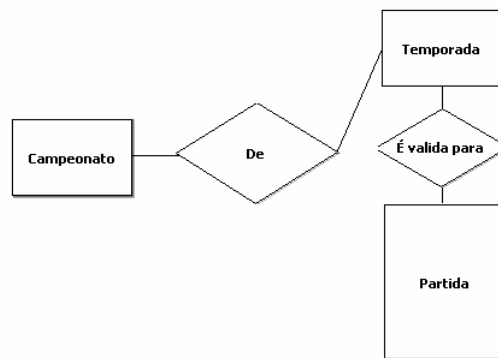 Temporada
Campeonato
De
É valida para
Partida